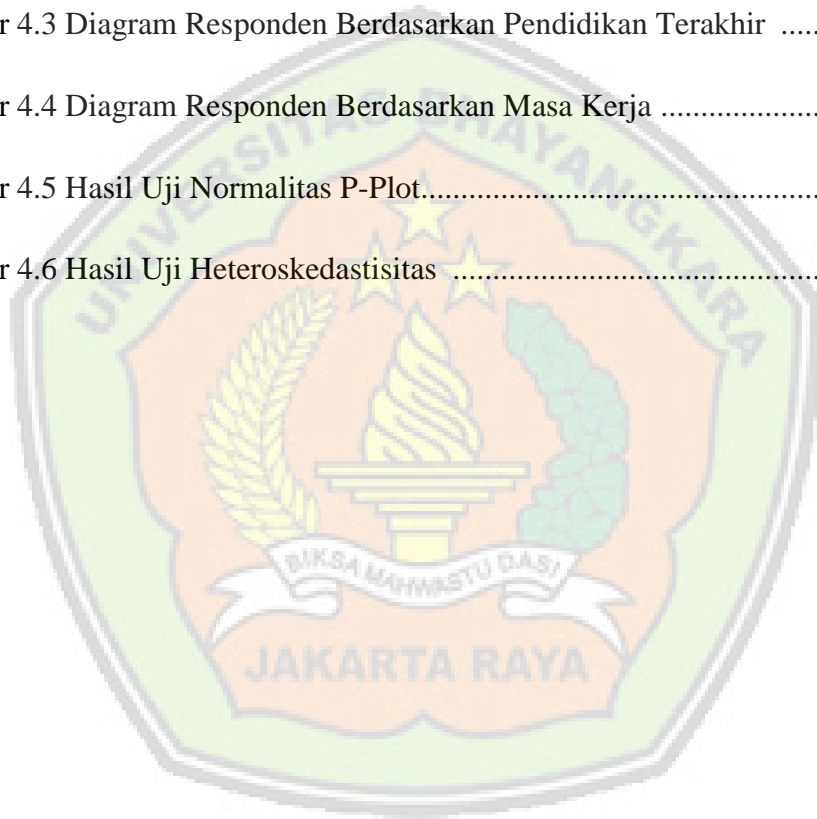 r 4.3 Diagram Responden Berdasarkan Pendidikan Terakhir ......
r 4.4 Diagram Responden Berdasarkan Masa Kerja ....................
r 4.5 Hasil Uji Normalitas P-Plot..................................................
r 4.6 Hasil Uji Heteroskedastisitas ..............................................
UNIVERSITAS BHAYANGKARA
BIKSA MAHWASTU DASI
JAKARTA RAYA